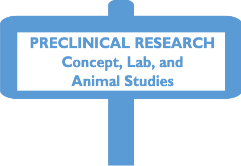 PRECLINICAL RESEARCH
Concept, Lab, and
Animal Studies